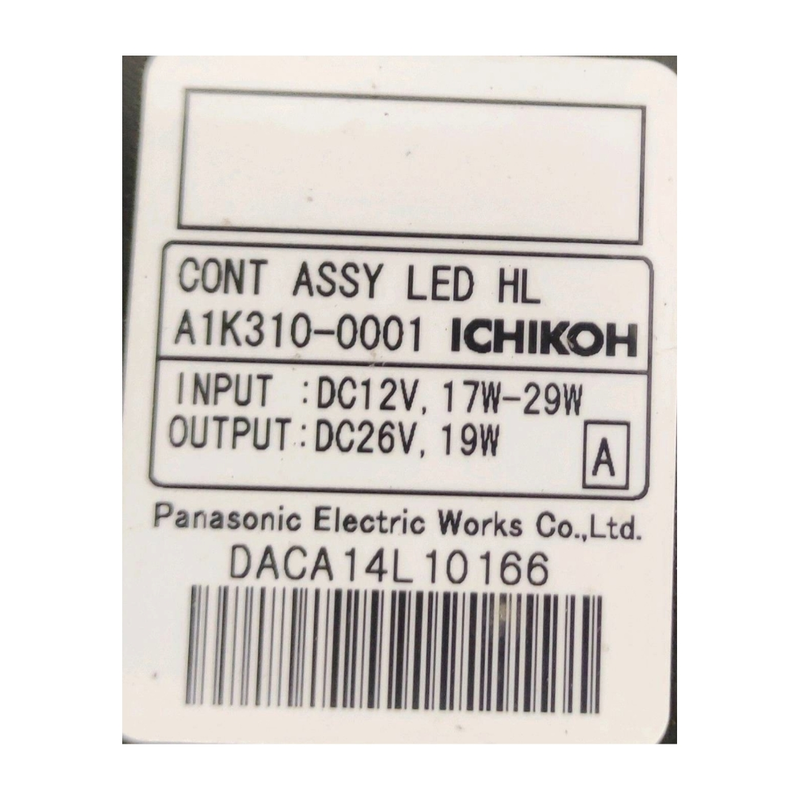 CONT ASSY LED HL
A1K310-0001 ICHIKOH
INPUT :DC12V, 17W-29W
OUTPUT:DC26V, 19W
A
Panasonic Electric Works Co.,Ltd.
DACA14L10166